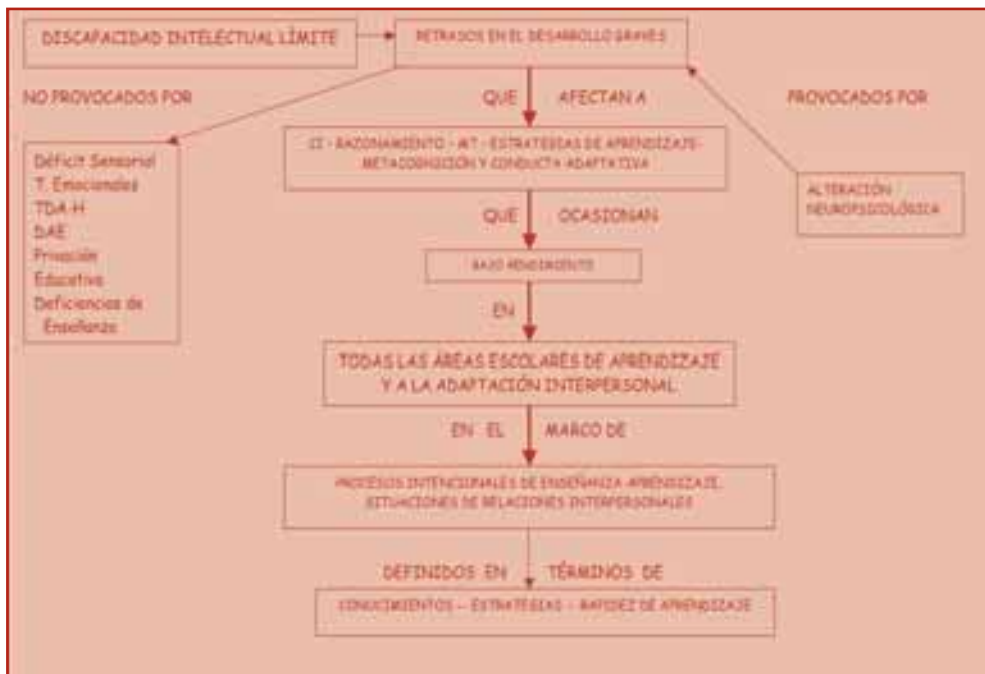 DISCAPACIDAD INTELECTUAL LÍMITE
RETRASOS EN EL DESARROLLO GRAVES
NO PROVOCADOS POR
QUE AFECTAN A
PROVOCADOS POR
CI - RAZONAMIENTO - MT - ESTRATEGIAS DE APRENDIZAJE-
METACOGNICIÓN Y CONDUCTA ADAPTATIVA
Déficit Sensorial
T. Emocionales
TDA-H
DAE
Privación
Educativa
Deficiencias de
Enseñanza
ALTERACIÓN
NEUROPSICOLÓGICA
QUE OCASIONAN
BAJO RENDIMIENTO
EN
TODAS LAS ÁREAS ESCOLARES DE APRENDIZAJE
Y A LA ADAPTACIÓN INTERPERSONAL
EN EL MARCO DE
PROCESOS INTENCIONALES DE ENSEÑANZA APRENDIZAJE,
SITUACIONES DE RELACIONES INTERPERSONALES
DEFINIDOS EN TÉRMINOS DE
CONOCIMIENTOS – ESTRATEGIAS - RAPIDEZ DE APRENDIZAJE